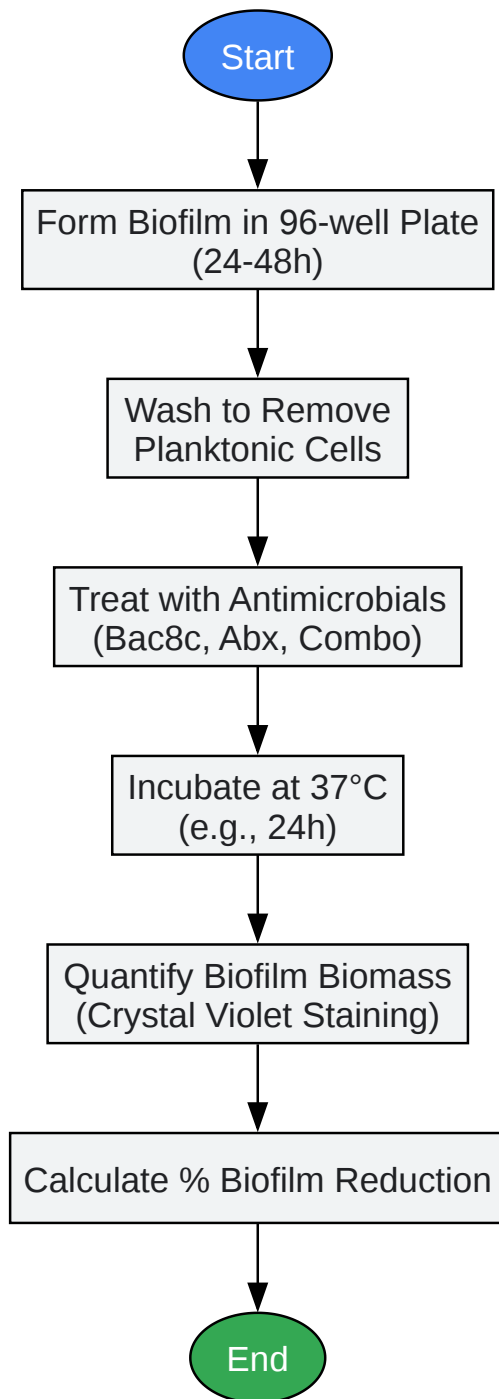 Start
Form Biofilm in 96-well Plate
(24-48h)
Wash to Remove
Planktonic Cells
Treat with Antimicrobials
(Bac8c, Abx, Combo)
Incubate at 37°C
(e.g., 24h)
Quantify Biofilm Biomass
(Crystal Violet Staining)
Calculate % Biofilm Reduction
End